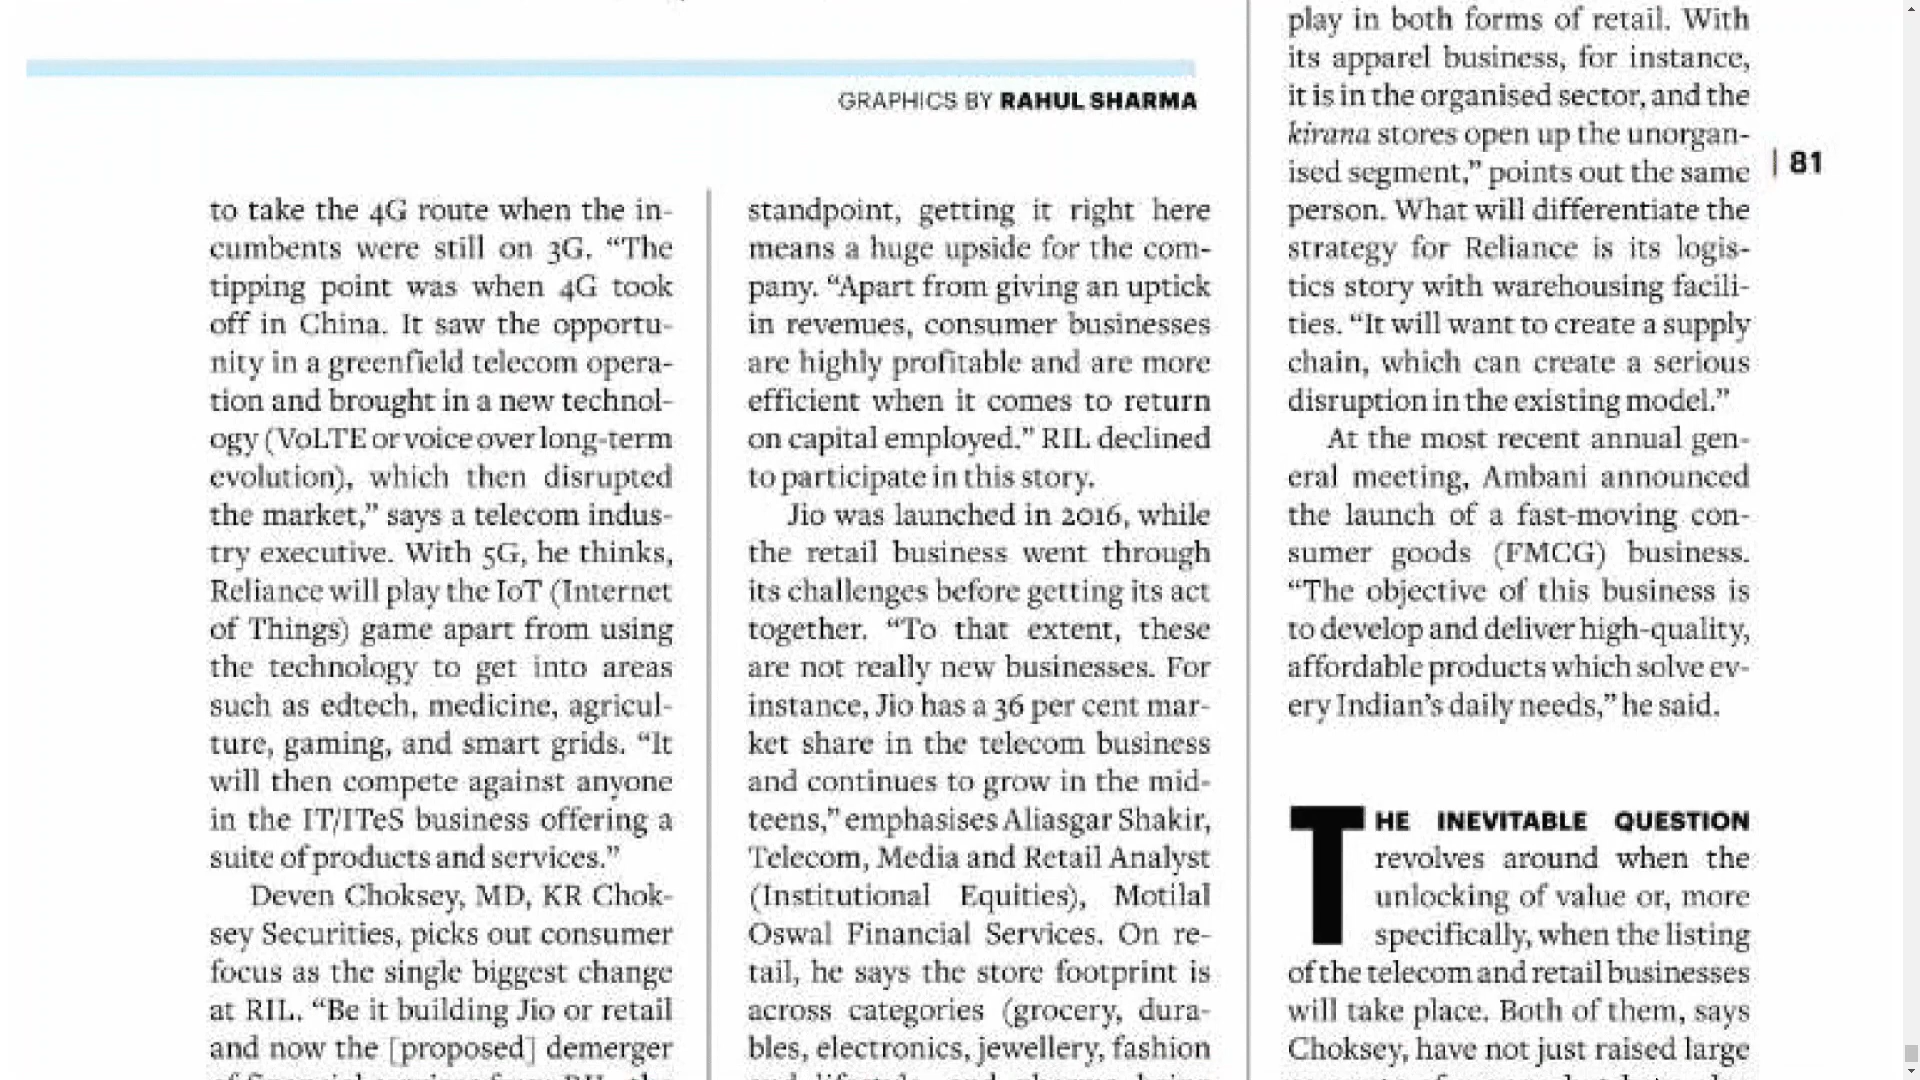 GRAPHICS BY RAHUL SHARMA
to take the 4G route when the in-
cumbents were still on 3G. “The
tipping point was when 4G took
off in China. It saw the opportu-
nity in a greenfield telecom opera-
tion and brought in a new technol-
ogy (VoLTE or voice over long-term
evolution), which then disrupted
the market,” says a telecom indus-
try executive. With 5G, he thinks,
Reliance will play the IoT (Internet
of Things) game apart from using
the technology to get into areas
such as edtech, medicine, agricul-
ture, gaming, and smart grids. “It
will then compete against anyone
in the IT/ITeS business offering a
suite of products and services.”
Deven Choksey, MD, KR Chok-
sey Securities, picks out consumer
focus as the single biggest change
at RIL. “Be it building Jio or retail
and now the [proposed] demerger
standpoint, getting it right here
means a huge upside for the com-
pany. “Apart from giving an uptick
in revenues, consumer businesses
are highly profitable and are more
efficient when it comes to return
on capital employed.” RIL declined
to participate in this story.
Jio was launched in 2016, while
the retail business went through
its challenges before getting its act
together. “To that extent, these
are not really new businesses. For
instance, Jio has a 36 per cent mar-
ket share in the telecom business
and continues to grow in the mid-
teens,” emphasises Aliasgar Shakir,
Telecom, Media and Retail Analyst
(Institutional Equities), Motilal
Oswal Financial Services. On re-
tail, he says the store footprint is
across categories (grocery, dura-
bles, electronics, jewellery, fashion
play in both forms of retail. With
its apparel business, for instance,
it is in the organised sector, and the
kirana stores open up the unorgan-
ised segment,” points out the same
person. What will differentiate the
strategy for Reliance is its logis-
tics story with warehousing facili-
ties. “It will want to create a supply
chain, which can create a serious
disruption in the existing model.”
At the most recent annual gen-
eral meeting, Ambani announced
the launch of a fast-moving con-
sumer goods (FMCG) business.
“The objective of this business is
to develop and deliver high-quality,
affordable products which solve ev-
ery Indian’s daily needs,” he said.
THE INEVITABLE QUESTION
revolves around when the
unlocking of value or, more
specifically, when the listing
of the telecom and retail businesses
will take place. Both of them, says
Choksey, have not just raised large
| 81